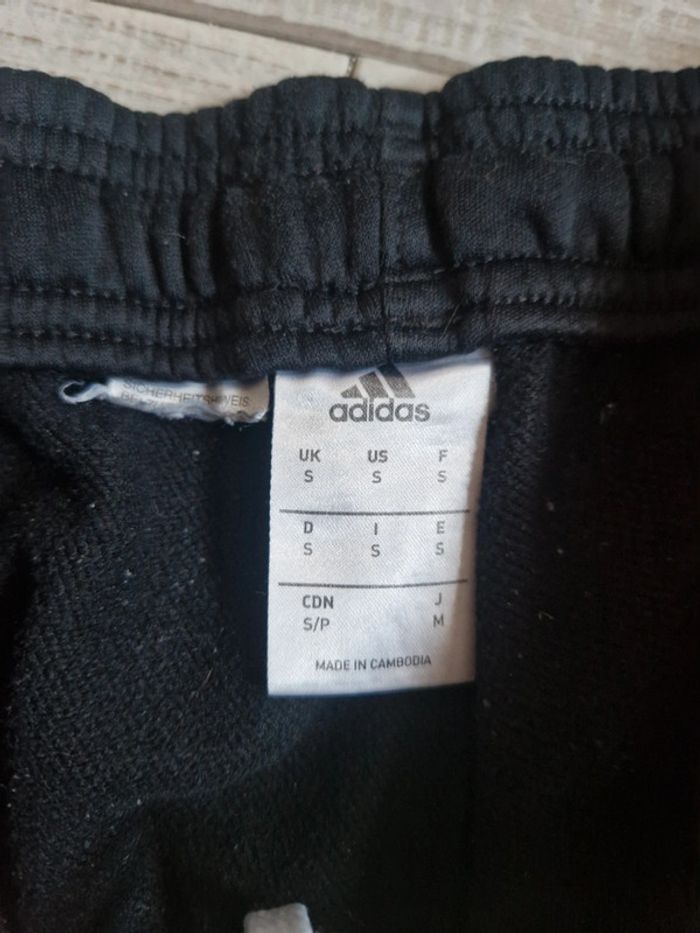 SICHERHEITSHINWEIS:
adidas
UK US F
S S S
D I E
S S S
CDN J
S/P M
MADE IN CAMBODIA